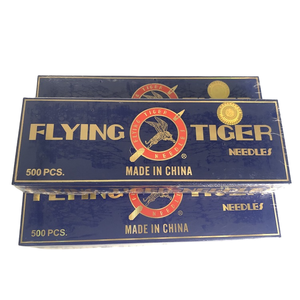 FLYING TIGER
NEEDLES
500 PCS.
MADE IN CHINA
FLYING TIGER
NEEDLES
500 PCS.
MADE IN CHINA